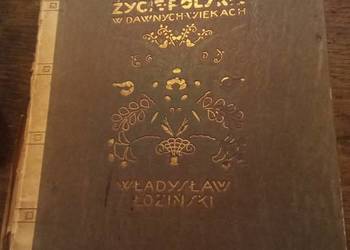 ŻYCIE POLSKIE
W DAWNYCH WIEKACH
WŁADYSŁAW
ŁOZIŃSKI